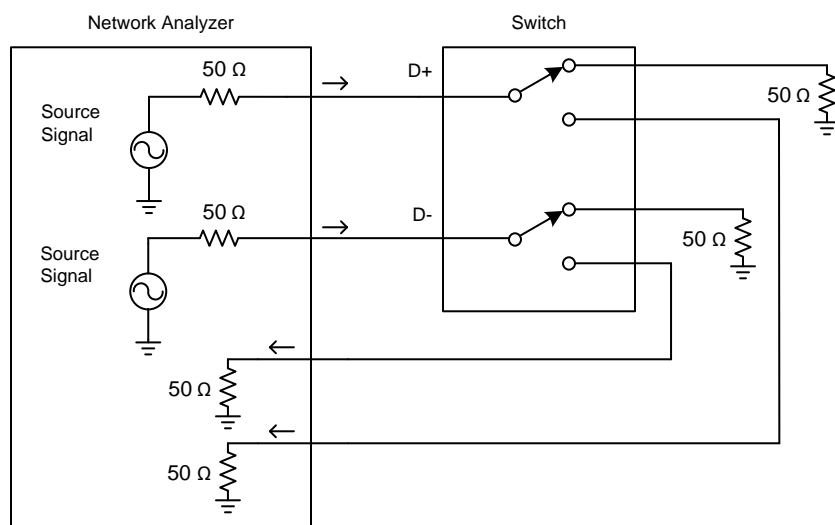 Network Analyzer
Switch
50 Ω
D+
50 Ω
Source
Signal
50 Ω
D-
50 Ω
Source
Signal
50 Ω
50 Ω